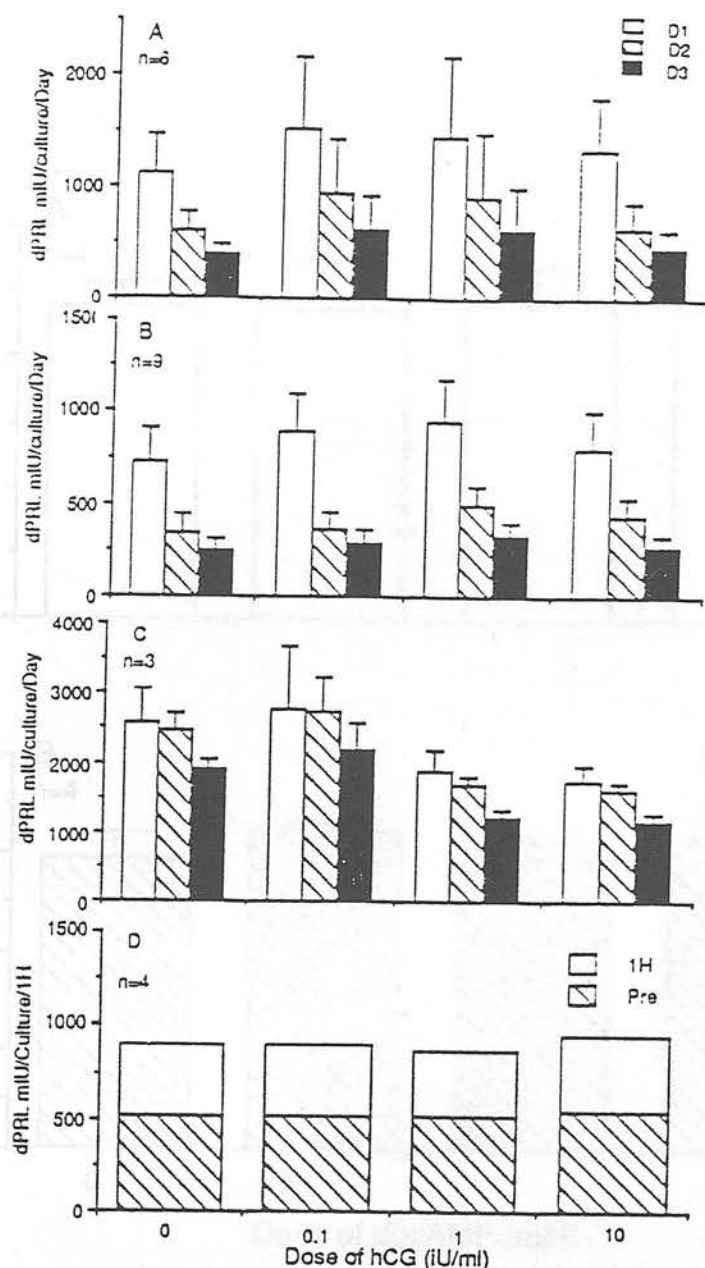 A
n=6
D1
D2
D3
2000
1000
0
dPRL mIU/culture/Day
B
n=9
1500
1000
500
0
dPRL mIU/culture/Day
C
n=3
4000
3000
2000
1000
0
dPRL mIU/culture/Day
D
n=4
1H
Pre
1500
1000
500
0
dPRL mIU/Culture/1H
0 0.1 1 10
Dose of hCG (iU/ml)